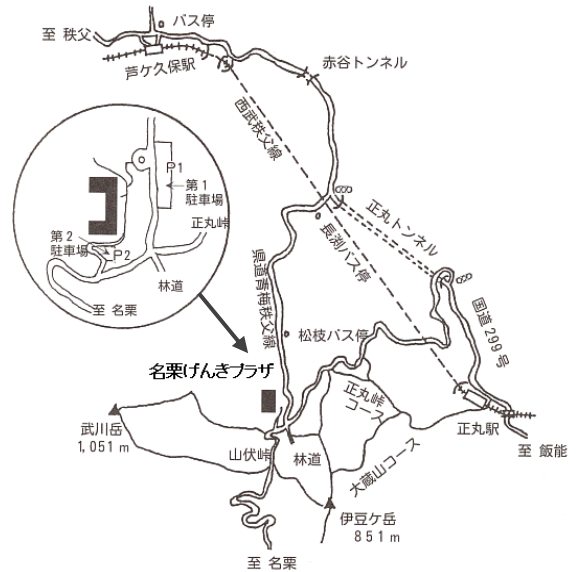 バス停
至 秩父
芦ケ久保駅
赤谷トンネル
西武秩父線
P1
第1
駐車場
正丸峠
第2
駐車場
P2
林道
至 名栗
正丸トンネル
長渕バス停
国道299号
県道青梅秩父線
松枝バス停
名栗げんきプラザ
正丸峠
コース
正丸駅
至 飯能
武川岳
1,051m
山伏峠
林道
大蔵山コース
伊豆ケ岳
851m
至 名栗